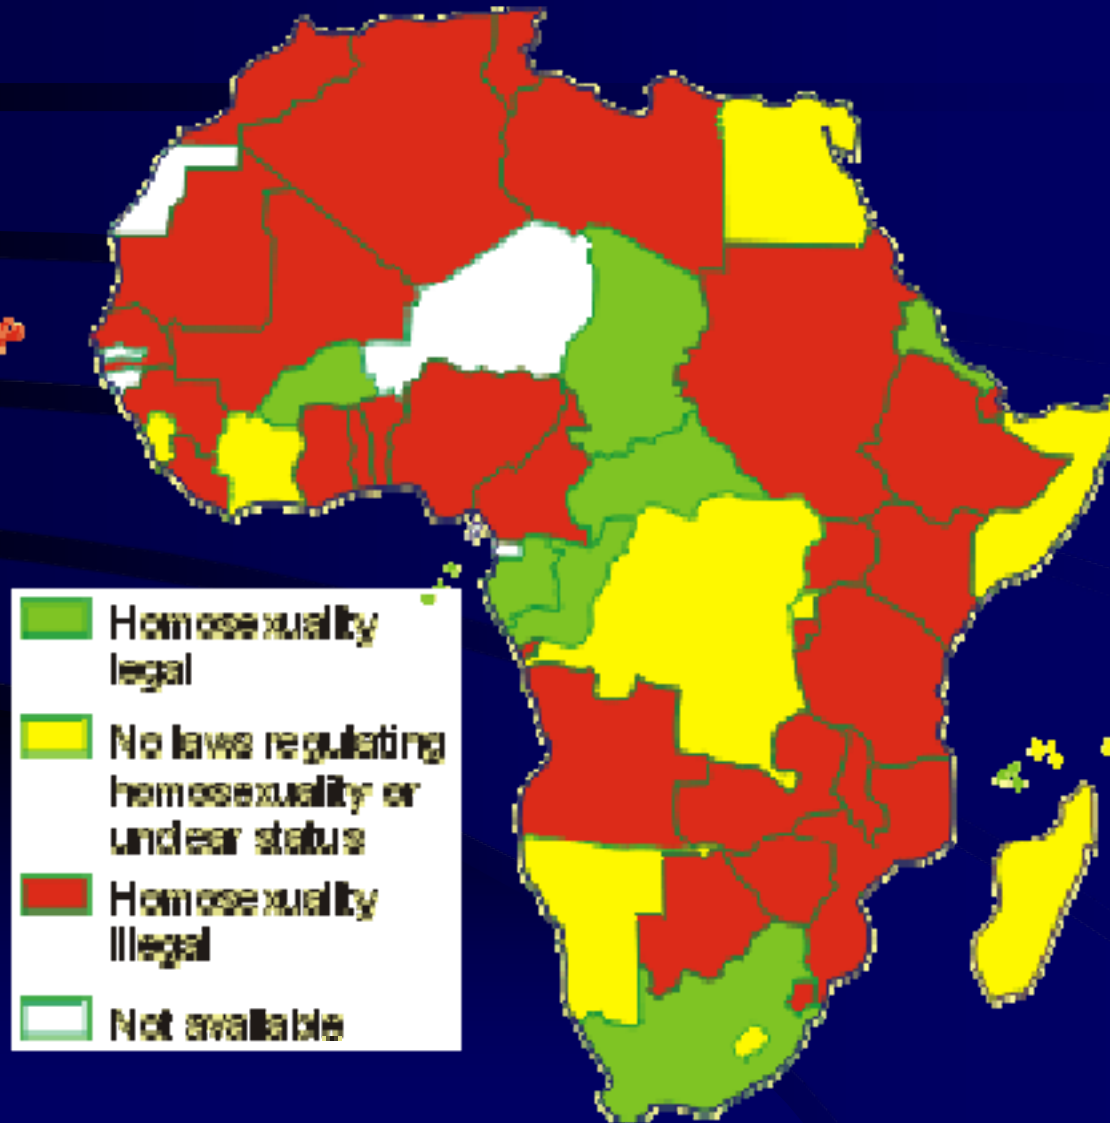 Homosexuality
legal
No laws regulating
homosexuality or
unclear status
Homosexuality
illegal
Not available